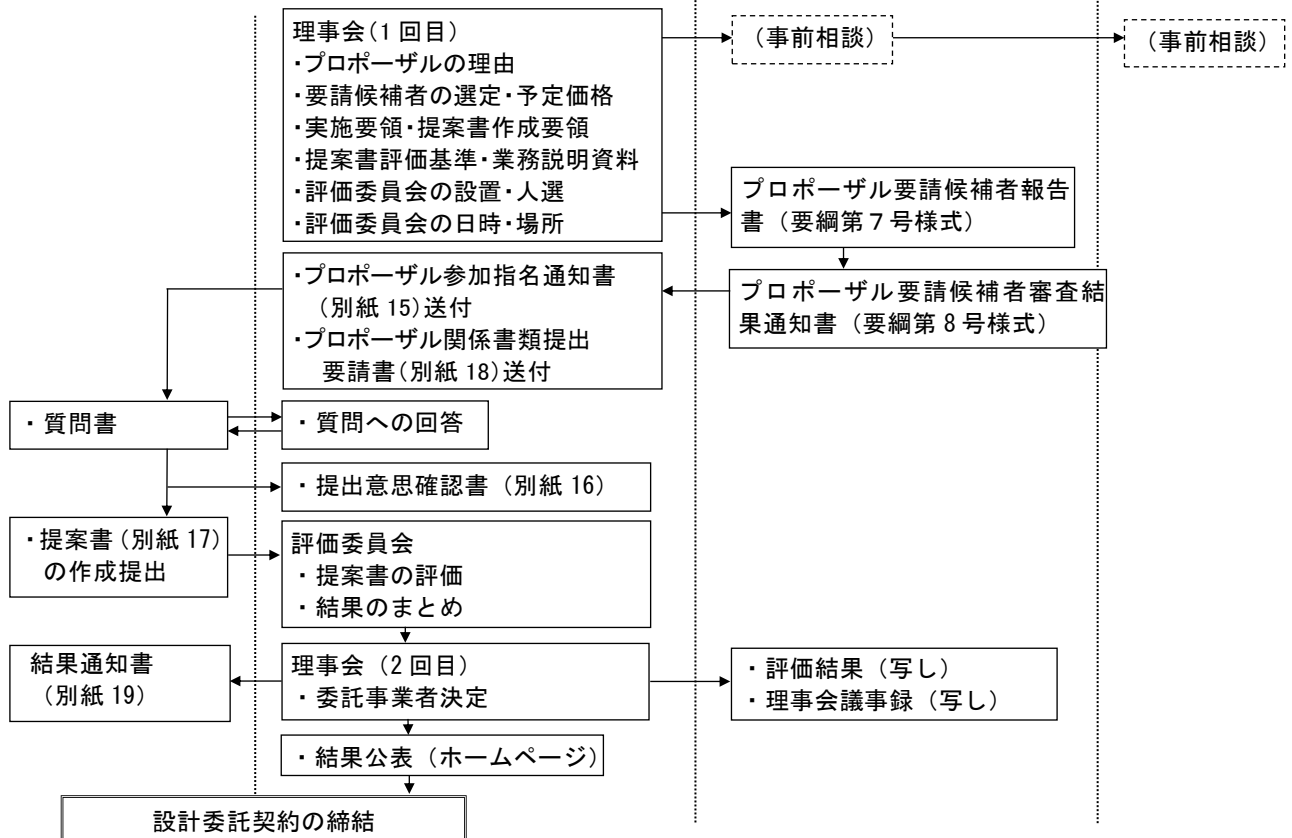 理事会(1回目)
・プロポーザルの理由
・要請候補者の選定・予定価格
・実施要領・提案書作成要領
・提案書評価基準・業務説明資料
・評価委員会の設置・人選
・評価委員会の日時・場所
（事前相談）
（事前相談）
プロポーザル要請候補者報告
書（要綱第７号様式）
・プロポーザル参加指名通知書
（別紙15)送付
・プロポーザル関係書類提出
要請書(別紙18)送付
プロポーザル要請候補者審査結
果通知書（要綱第８号様式）
・質問書
・質問への回答
・提出意思確認書（別紙16）
・提案書(別紙17)
の作成提出
評価委員会
・提案書の評価
・結果のまとめ
結果通知書
（別紙19）
理事会（2回目）
・委託事業者決定
・評価結果（写し）
・理事会議事録（写し）
・結果公表（ホームページ）
設計委託契約の締結